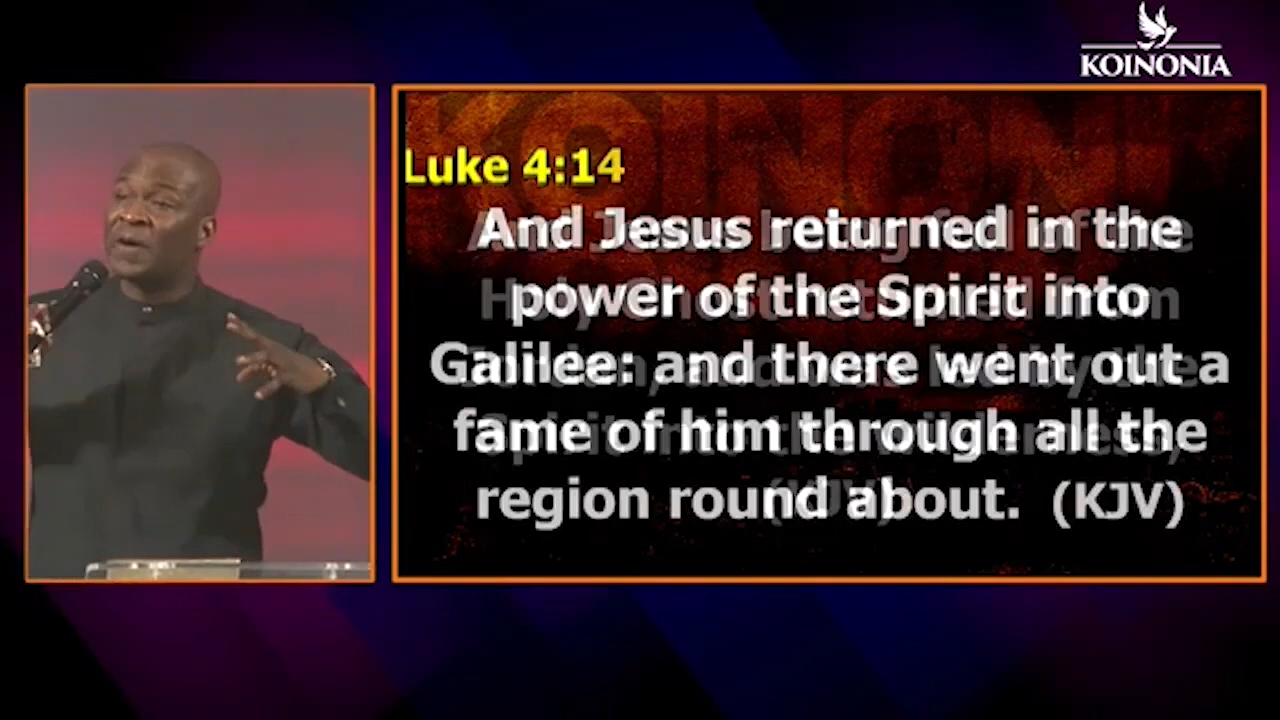 KOINONIA
Luke 4:14
And Jesus returned in the
power of the Spirit into
Galilee: and there went out a
fame of him through all the
region round about. (KJV)